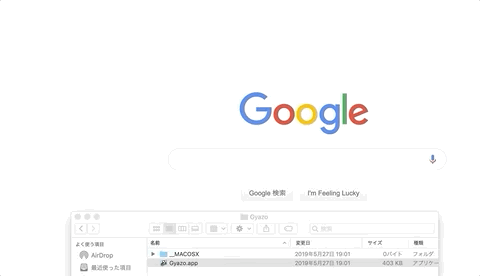 Google
Google 検索
I'm Feeling Lucky
Gyazo
検索
よく使う項目
名前
変更日
サイズ
種類
AirDrop
__MACOSX
2019年5月27日 19:01
0バイト
フォルダ
最近使った項目
Gyazo.app
2019年5月27日 19:01
403 KB
アプリケー